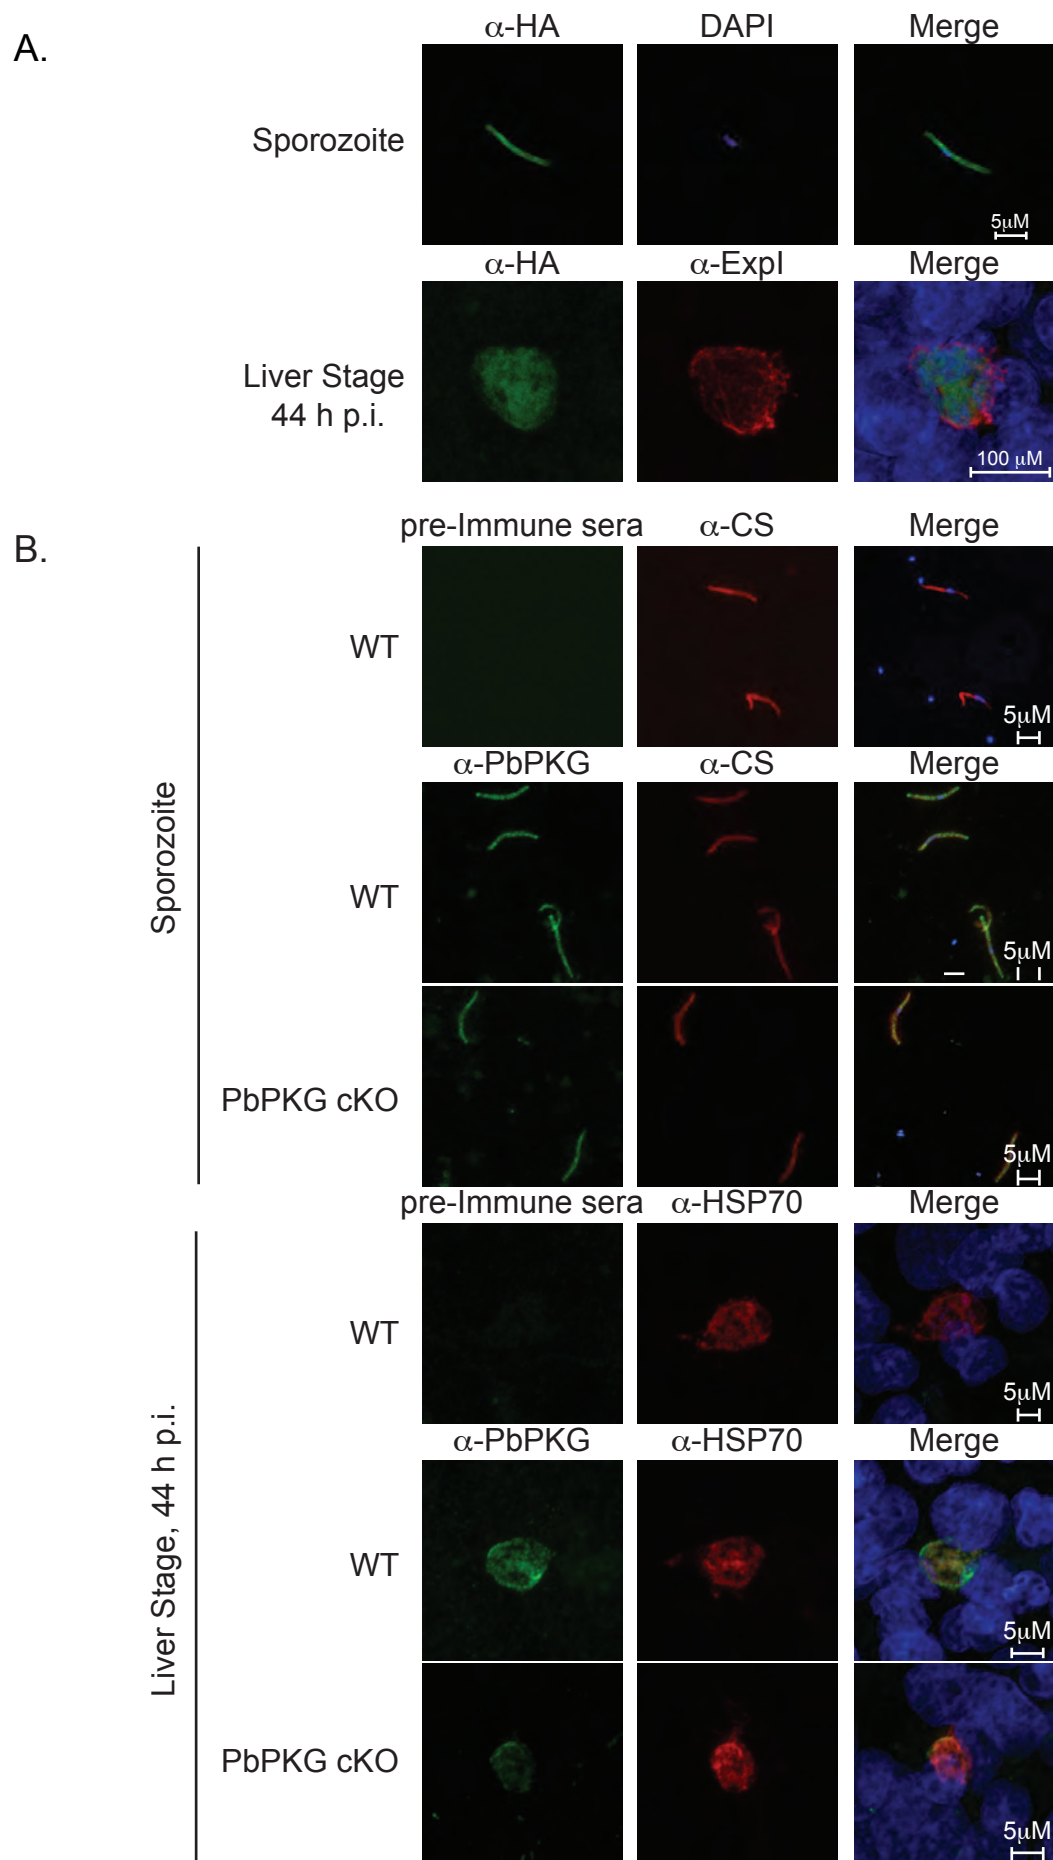 A.
α-HA DAPI Merge
Sporozoite
5μM
α-HA α-ExpI Merge
Liver Stage
44 h p.i.
100 μM
B.
pre-Immune sera α-CS Merge
WT
5μM
α-PbPKG α-CS Merge
Sporozoite
WT
5μM
PbPKG cKO
5μM
pre-Immune sera α-HSP70 Merge
WT
5μM
α-PbPKG α-HSP70 Merge
Liver Stage, 44 h p.i.
WT
5μM
PbPKG cKO
5μM